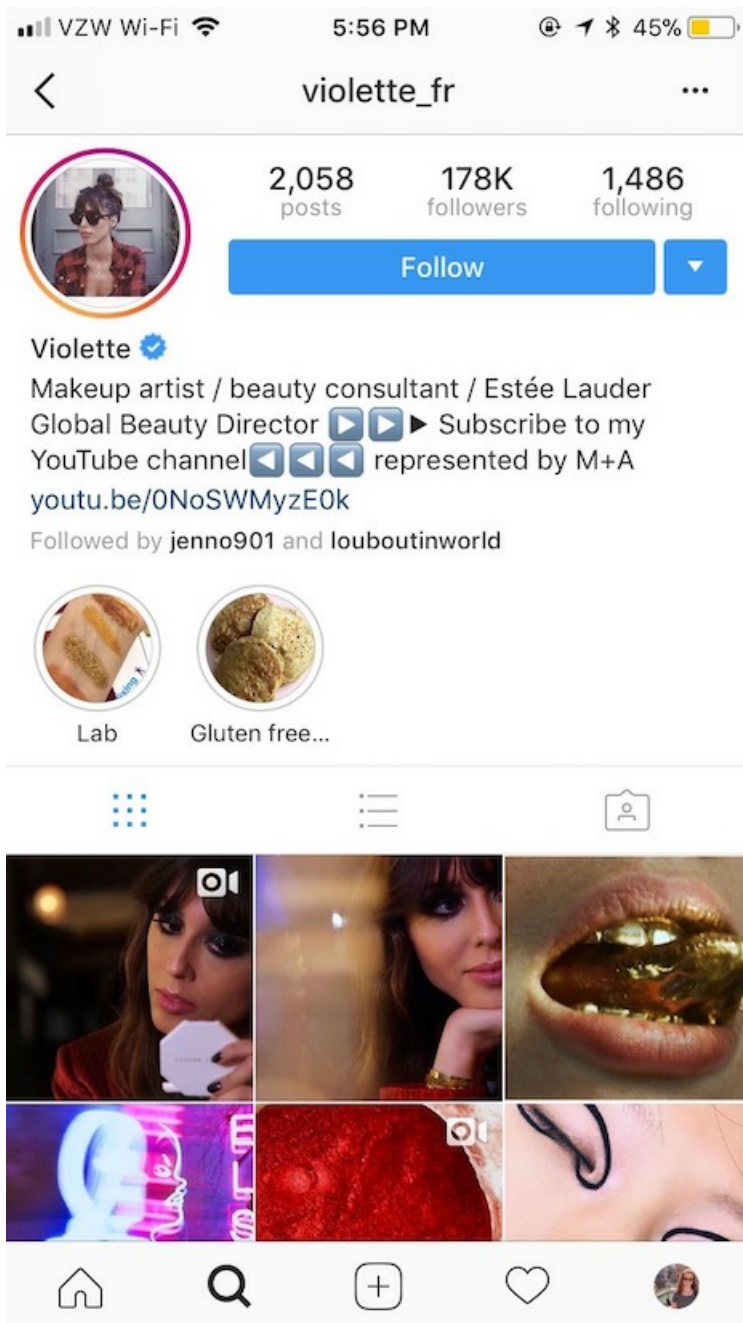 VZW Wi-Fi 5:56 PM 45%
violette_fr
2,058 178K 1,486
posts followers following
Follow
Violette
Makeup artist / beauty consultant / Estée Lauder
Global Beauty Director ▶️▶️▶ Subscribe to my
YouTube channel◀️◀️◀️ represented by M+A
youtu.be/0NoSWMyzE0k
Followed by jenno901 and louboutinworld
Lab Gluten free...